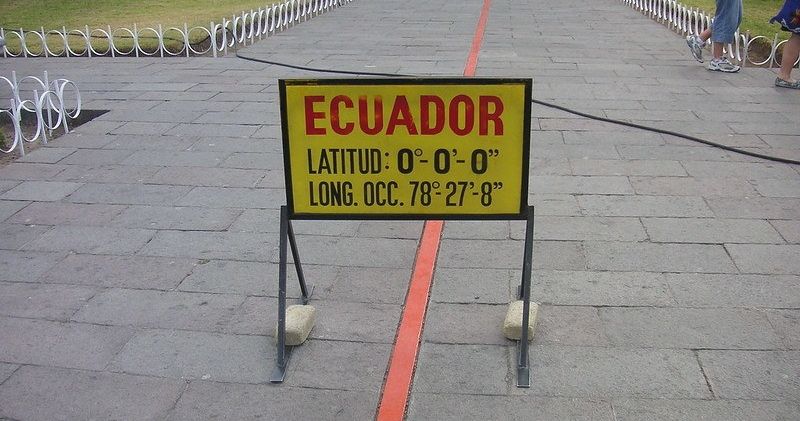 ECUADOR
LATITUD: 0°-0'-0"
LONG. OCC. 78°-27'-8"